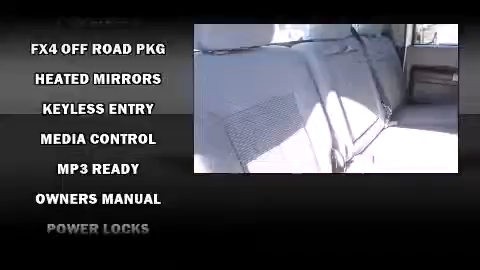 FX4 OFF ROAD PKG
HEATED MIRRORS
KEYLESS ENTRY
MEDIA CONTROL
MP3 READY
OWNERS MANUAL
POWER LOCKS